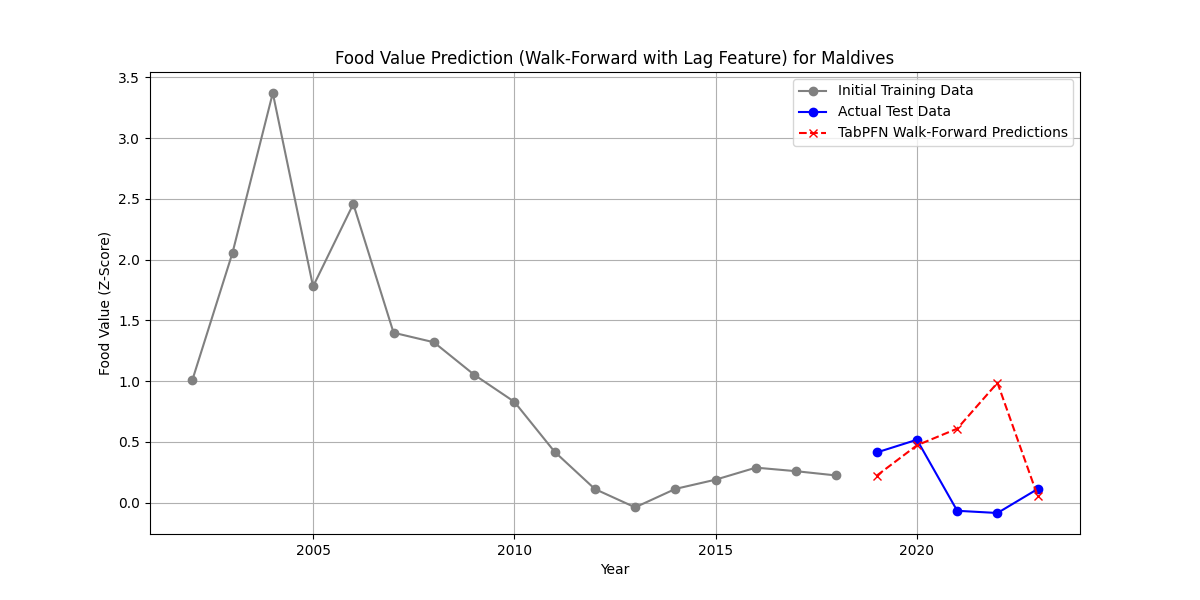 Food Value Prediction (Walk-Forward with Lag Feature) for Maldives
Initial Training Data
Actual Test Data
TabPFN Walk-Forward Predictions
Food Value (Z-Score)
3.5
3.0
2.5
2.0
1.5
1.0
0.5
0.0
2005
2010
2015
2020
Year